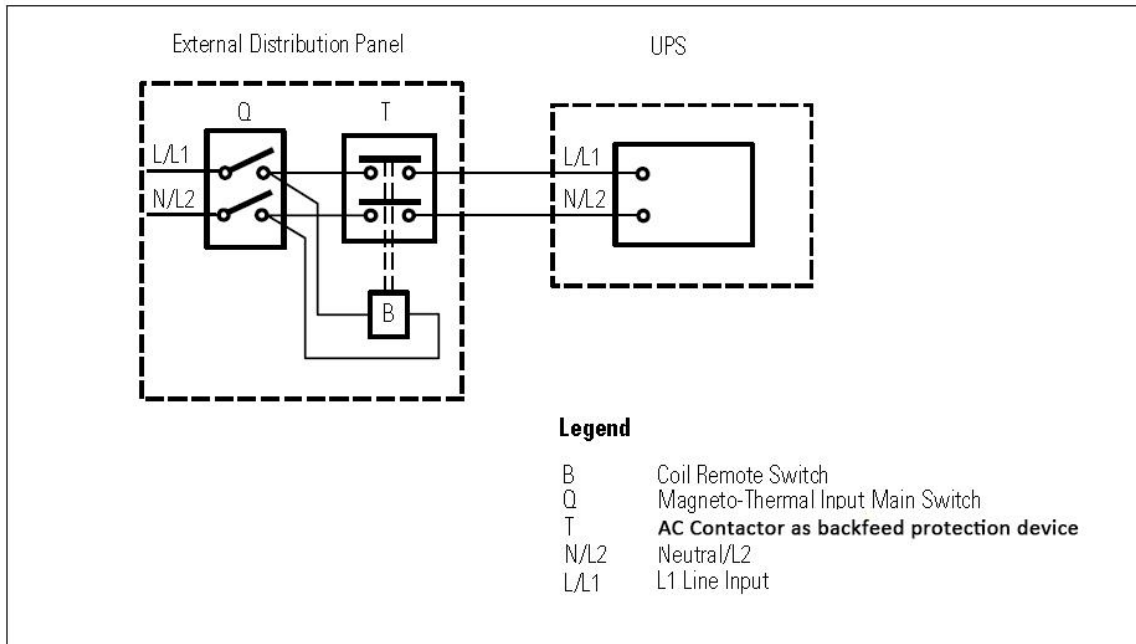 External Distribution Panel
UPS
Q
T
L/L1
N/L2
L/L1
N/L2
B
Legend
B Coil Remote Switch
Q Magneto-Thermal Input Main Switch
T AC Contactor as backfeed protection device
N/L2 Neutral/L2
L/L1 L1 Line Input